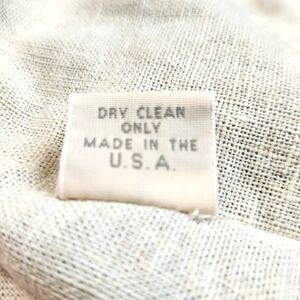 DRY CLEAN
ONLY
MADE IN THE
U.S.A.